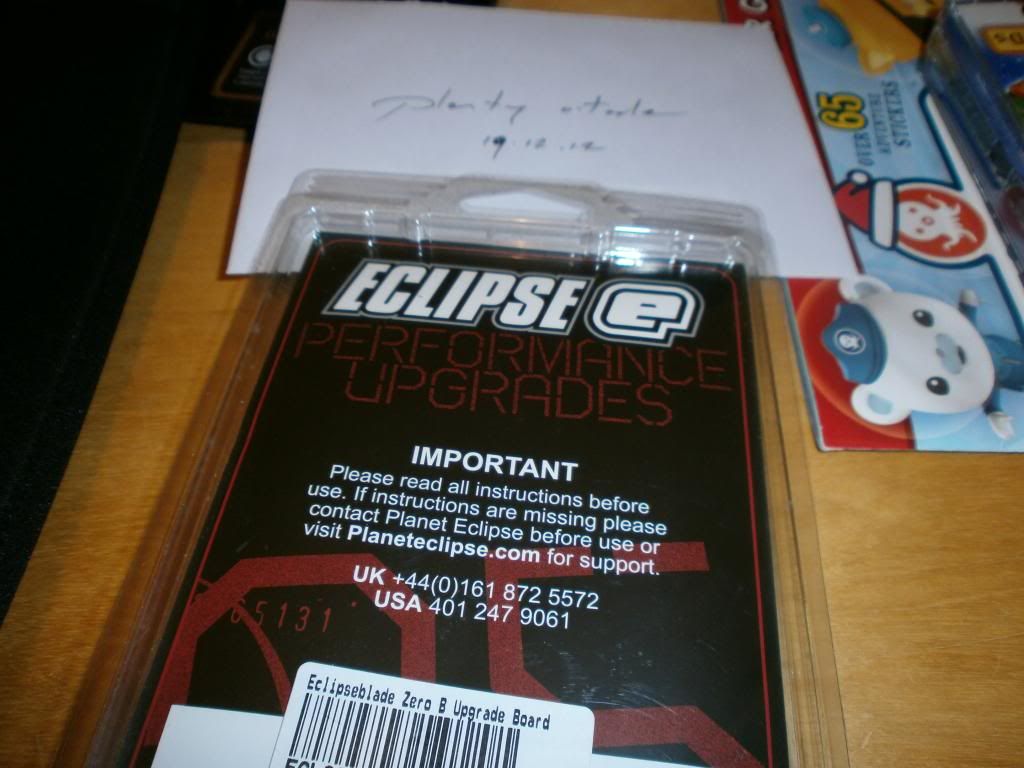 19.12.12
OVER 65
ADVENTURE
STICKERS
ECLIPSE e
PERFORMANCE
UPGRADES
IMPORTANT
Please read all instructions before
use. If instructions are missing please
contact Planet Eclipse before use or
visit Planeteclipse.com for support.
UK +44(0)161 872 5572
USA 401 247 9061
65131
Eclipseblade Zero B Upgrade Board